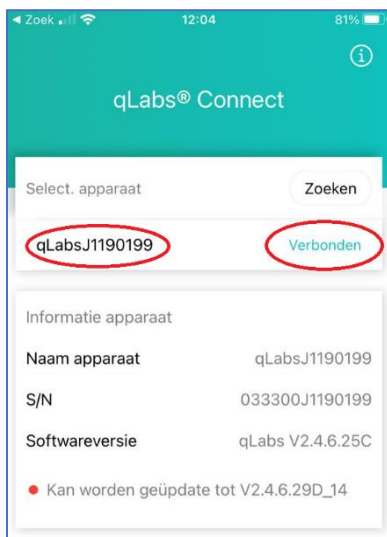 Zoek 12:04 81%
qLabs® Connect
Select. apparaat Zoeken
qLabsJ1190199 Verbonden
Informatie apparaat
Naam apparaat qLabsJ1190199
S/N 033300J1190199
Softwareversie qLabs V2.4.6.25C
Kan worden geüpdate tot V2.4.6.29D_14